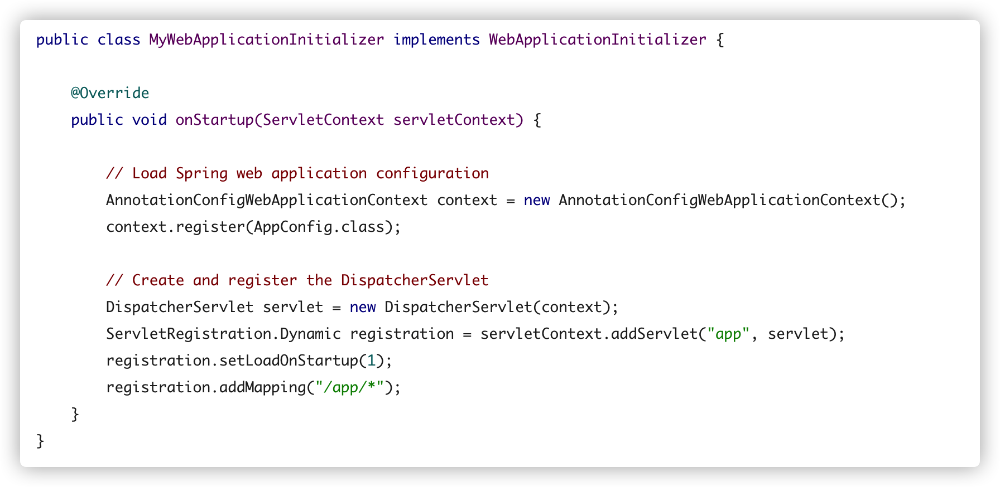 public class MyWebApplicationInitializer implements WebApplicationInitializer {
@Override
public void onStartup(ServletContext servletContext) {
// Load Spring web application configuration
AnnotationConfigWebApplicationContext context = new AnnotationConfigWebApplicationContext();
context.register(AppConfig.class);
// Create and register the DispatcherServlet
DispatcherServlet servlet = new DispatcherServlet(context);
ServletRegistration.Dynamic registration = servletContext.addServlet("app", servlet);
registration.setLoadOnStartup(1);
registration.addMapping("/app/*");
}
}